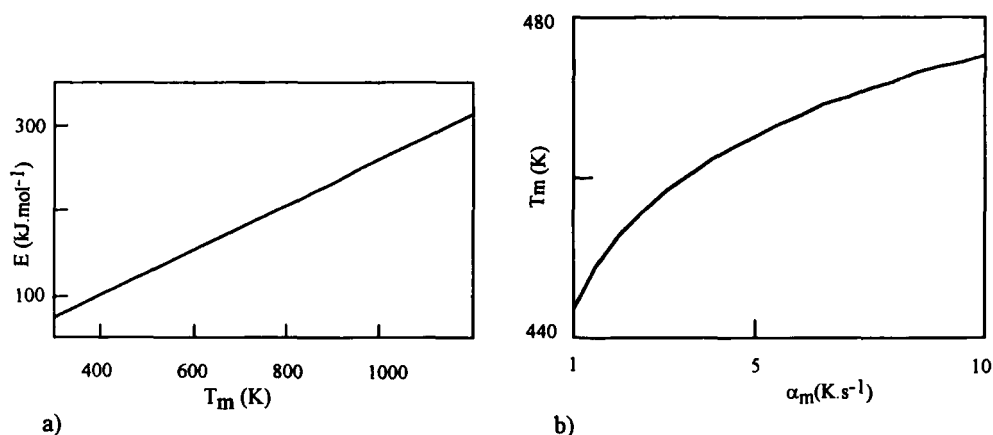 300
E (kJ.mol-1)
100
400 600 800 1000
Tm (K)
a)
480
Tm (K)
440
1 5 10
αm(K.s-1)
b)